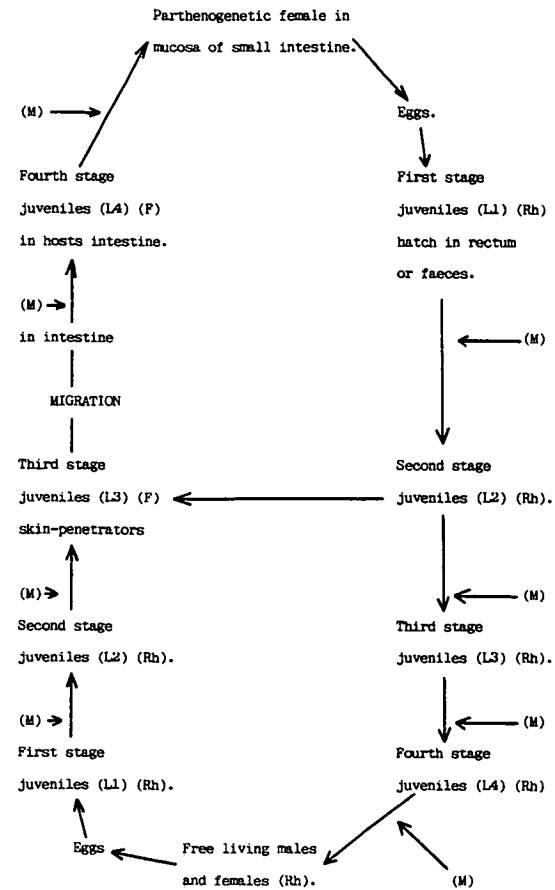 Parthenogenetic female in
mucosa of small intestine.
(M)
Eggs.
Fourth stage
juveniles (L4) (F)
in hosts intestine.
First stage
juveniles (L1) (Rh)
hatch in rectum
or faeces.
(M)
in intestine
(M)
MIGRATION
Third stage
juveniles (L3) (F)
skin-penetrators
Second stage
juveniles (L2) (Rh).
(M)
(M)
Second stage
juveniles (L2) (Rh).
Third stage
juveniles (L3) (Rh).
(M)
(M)
First stage
juveniles (L1) (Rh).
Fourth stage
juveniles (L4) (Rh)
Eggs
Free living males
and females (Rh).
(M)